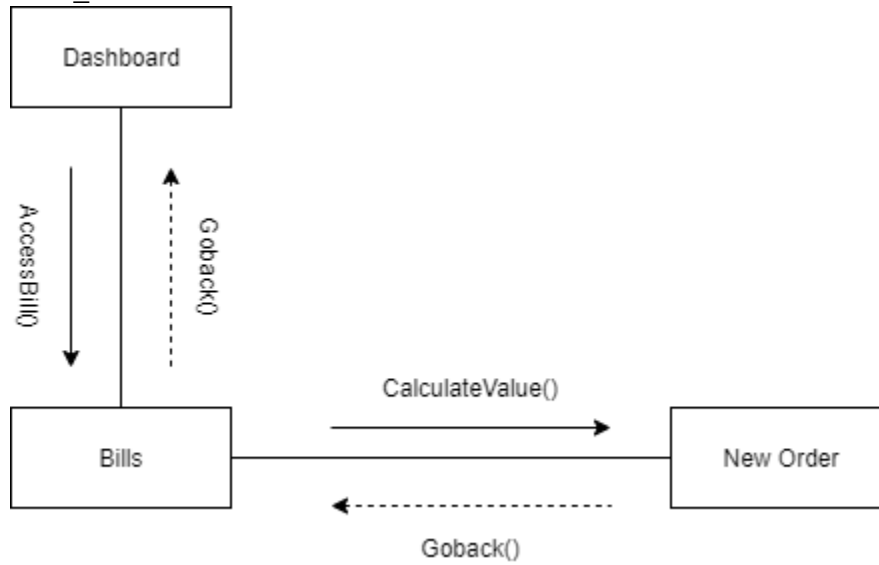 Dashboard
AccessBill()
Goback()
CalculateValue()
Bills
New Order
Goback()